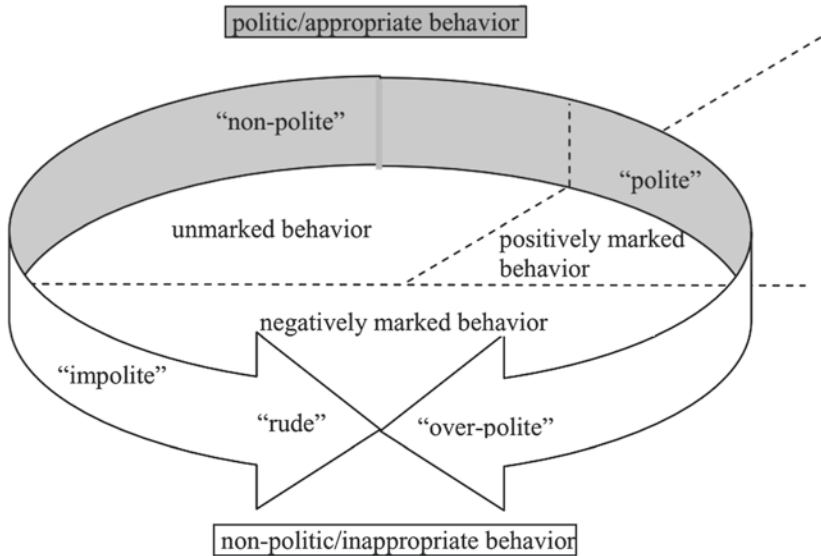 politic/appropriate behavior
“non-polite”
“polite”
unmarked behavior
positively marked
behavior
negatively marked behavior
“impolite”
“rude”
“over-polite”
non-politic/inappropriate behavior